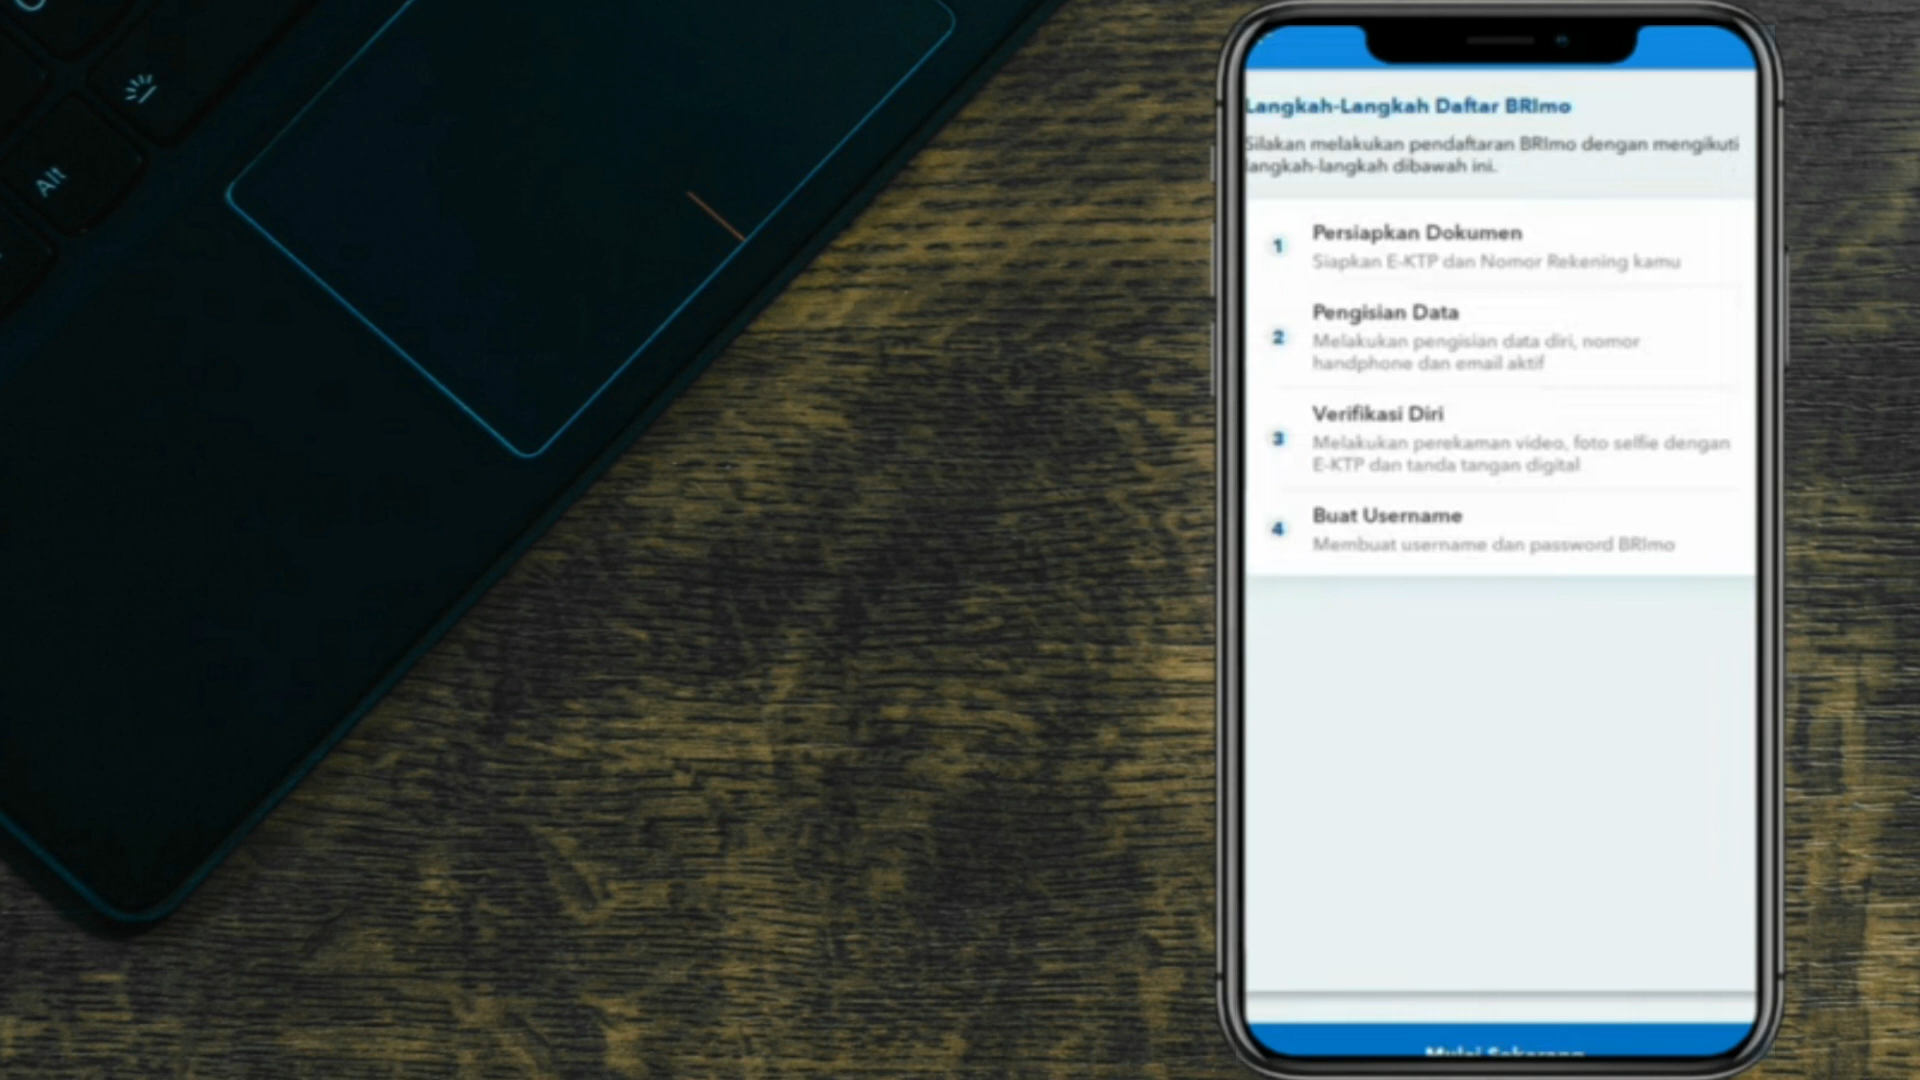 Alt
Langkah-Langkah Daftar BRImo
Silakan melakukan pendaftaran BRImo dengan mengikuti
langkah-langkah dibawah ini.
1
Persiapkan Dokumen
Siapkan E-KTP dan Nomor Rekening kamu
2
Pengisian Data
Melakukan pengisian data diri, nomor
handphone dan email aktif
3
Verifikasi Diri
Melakukan perekaman video, foto selfie dengan
E-KTP dan tanda tangan digital
4
Buat Username
Membuat username dan password BRImo
Mulai Sekarang